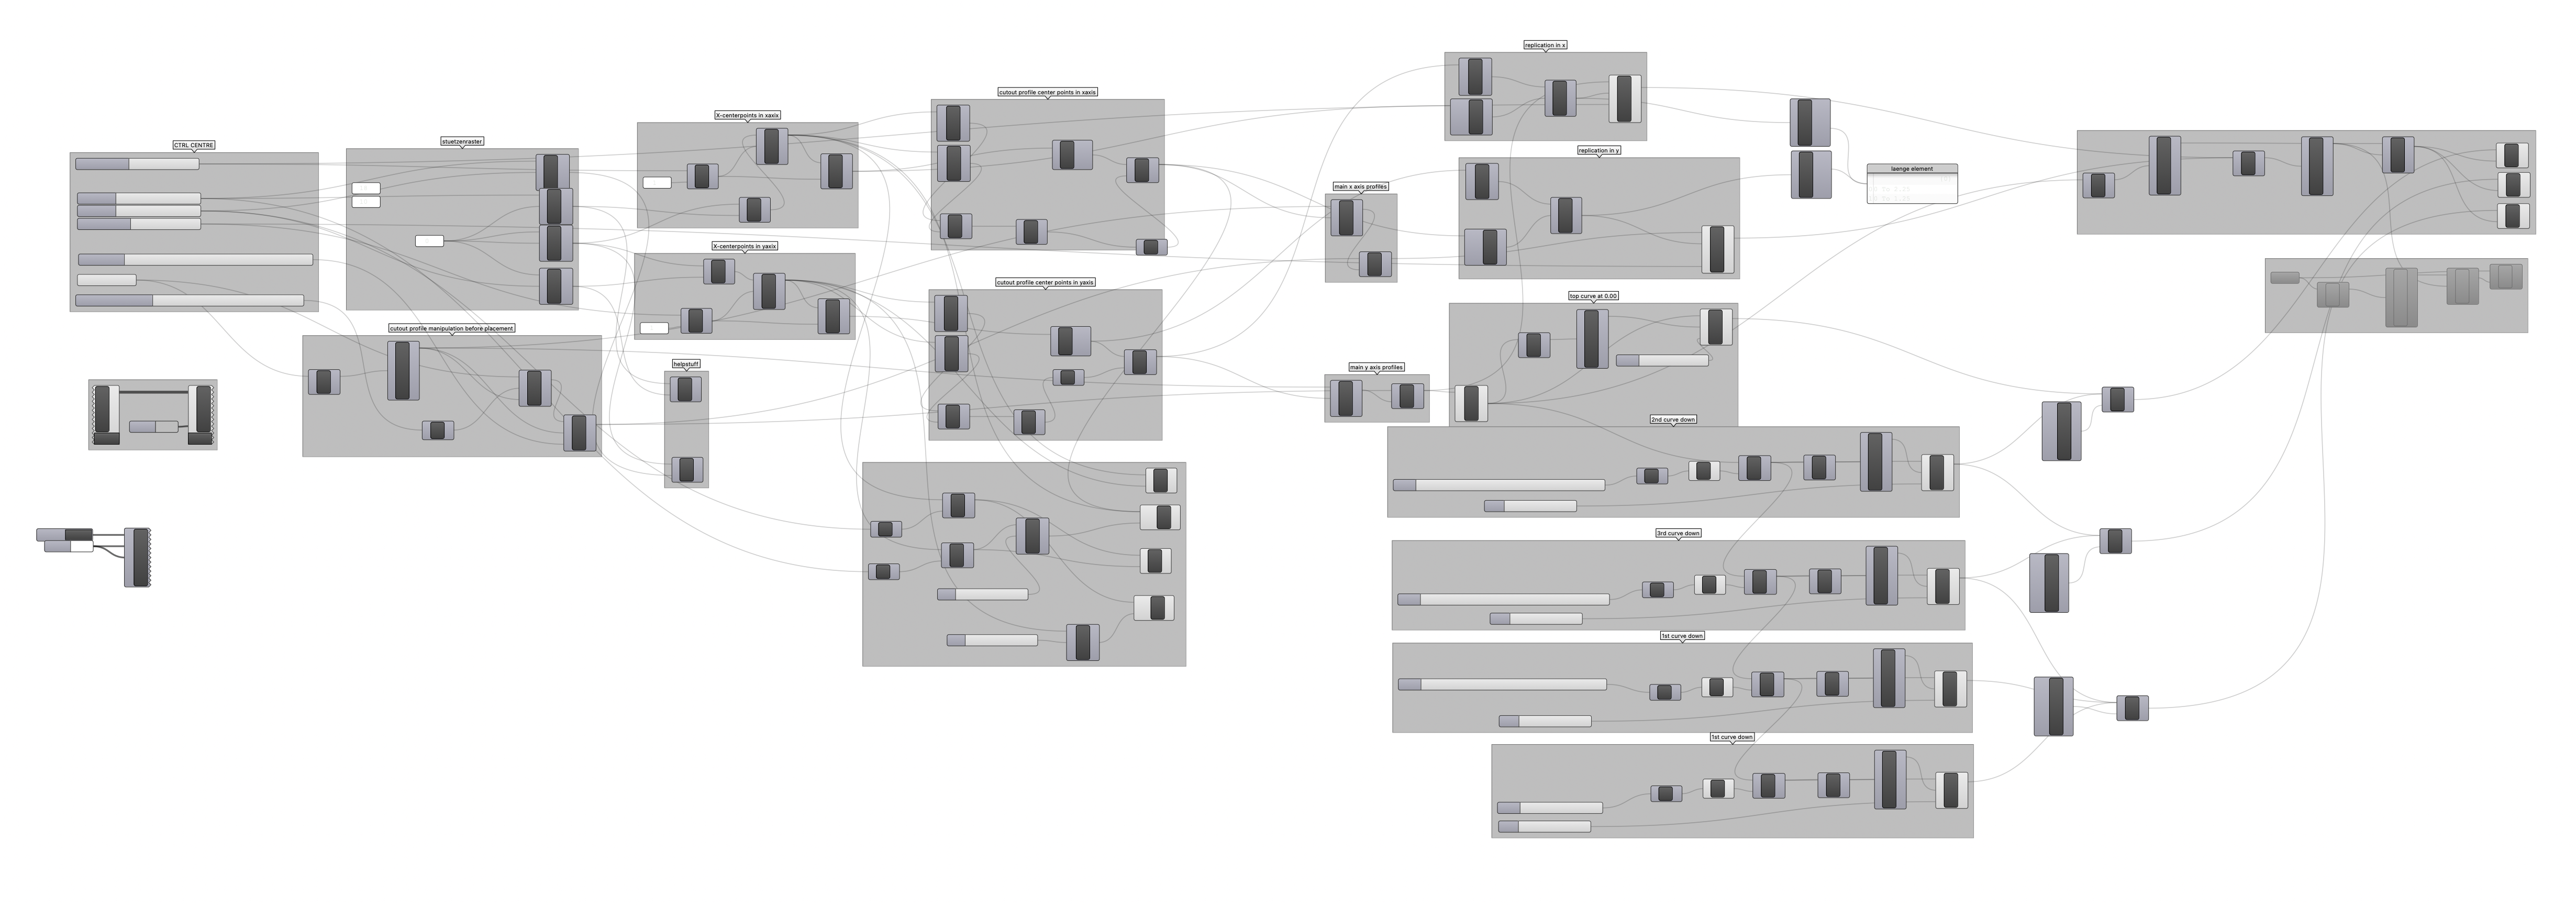 replication in x
cutout profile center points in xaxis
X-centerpoints in xaxix
stuetzenraster
CTRL CENTRE
replication in y
laenge element
main x axis profiles
X-centerpoints in yaxix
cutout profile center points in yaxis
top curve at 0.00
cutout profile manipulation before placement
helpstuff
main y axis profiles
2nd curve down
3rd curve down
1st curve down
1st curve down